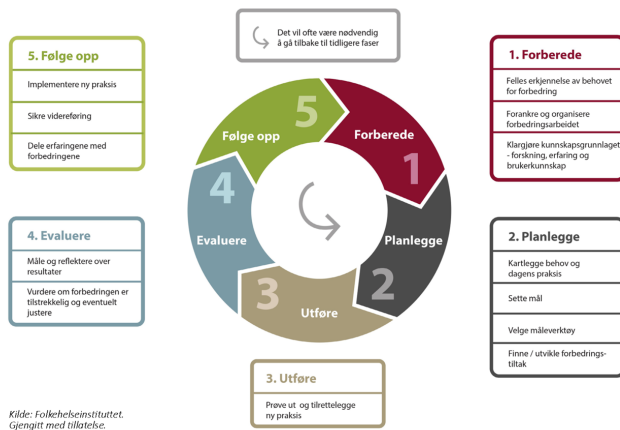 Det vil ofte være nødvendig
å gå tilbake til tidligere faser
5. Følge opp
Implementere ny praksis
Sikre videreføring
Dele erfaringene med
forbedringene
1. Forberede
Felles erkjennelse av behovet
for forbedring
Forankre og organisere
forbedringsarbeidet
Klargjøre kunnskapsgrunnlaget
- forskning, erfaring og
brukerkunnskap
5
Følge opp
Forberede
1
4
Evaluere
Planlegge
2
3
Utføre
4. Evaluere
Måle og reflektere over
resultater
Vurdere om forbedringen er
tilstrekkelig og eventuelt
justere
2. Planlegge
Kartlegge behov og
dagens praksis
Sette mål
Velge måleverktøy
Finne / utvikle forbedrings-
tiltak
3. Utføre
Prøve ut og tilrettelegge
ny praksis
Kilde: Folkehelseinstituttet.
Gjengitt med tillatelse.